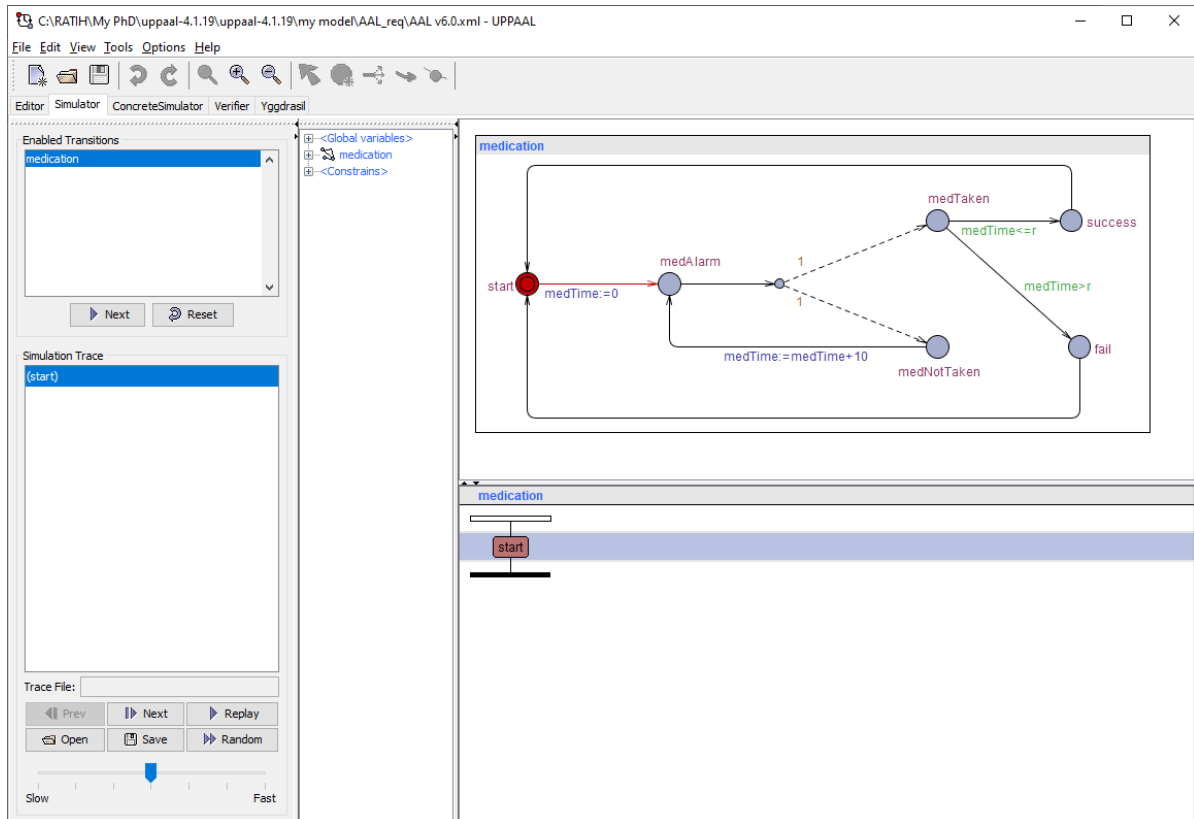 C:\RATIH\My PhD\uppaal-4.1.19\uppaal-4.1.19\my model\AAL_req\AAL v6.0.xml - UPPAAL
File Edit View Tools Options Help
Editor Simulator ConcreteSimulator Verifier Yggdrasil
Enabled Transitions
medication
Next Reset
Simulation Trace
(start)
Trace File:
Prev Next Replay
Open Save Random
Slow Fast
<Global variables>
medication
<Constrains>
medication
medTaken
success
medTime<=r
medAlarm
1
start
medTime:=0
1
medTime>r
medTime:=medTime+10
fail
medNotTaken
medication
start